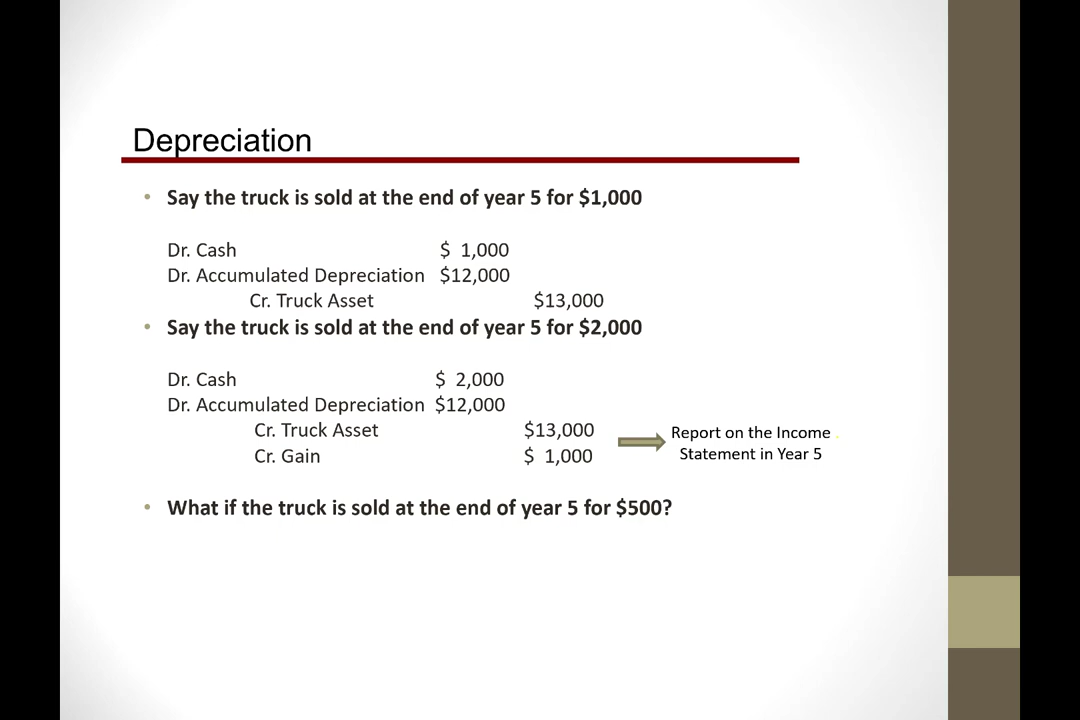 Depreciation
• Say the truck is sold at the end of year 5 for $1,000
Dr. Cash $ 1,000
Dr. Accumulated Depreciation $12,000
Cr. Truck Asset $13,000
• Say the truck is sold at the end of year 5 for $2,000
Dr. Cash $ 2,000
Dr. Accumulated Depreciation $12,000
Cr. Truck Asset $13,000
Cr. Gain $ 1,000
Report on the Income
Statement in Year 5
• What if the truck is sold at the end of year 5 for $500?